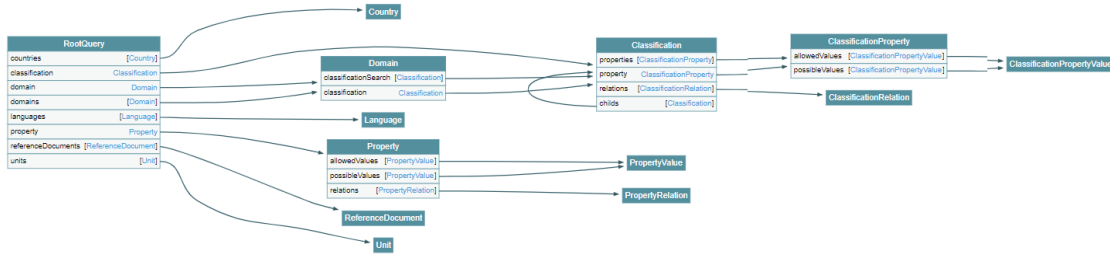 Country
RootQuery
countries [Country]
classification Classification
domain Domain
domains [Domain]
languages [Language]
property Property
referenceDocuments [ReferenceDocument]
units [Unit]
Domain
classificationSearch [Classification]
classification Classification
Language
Property
allowedValues [PropertyValue]
possibleValues [PropertyValue]
relations [PropertyRelation]
ReferenceDocument
Unit
Classification
properties [ClassificationProperty]
property ClassificationProperty
relations [ClassificationRelation]
childs [Classification]
PropertyValue
PropertyRelation
ClassificationProperty
allowedValues [ClassificationPropertyValue]
possibleValues [ClassificationPropertyValue]
ClassificationRelation
ClassificationPropertyValue